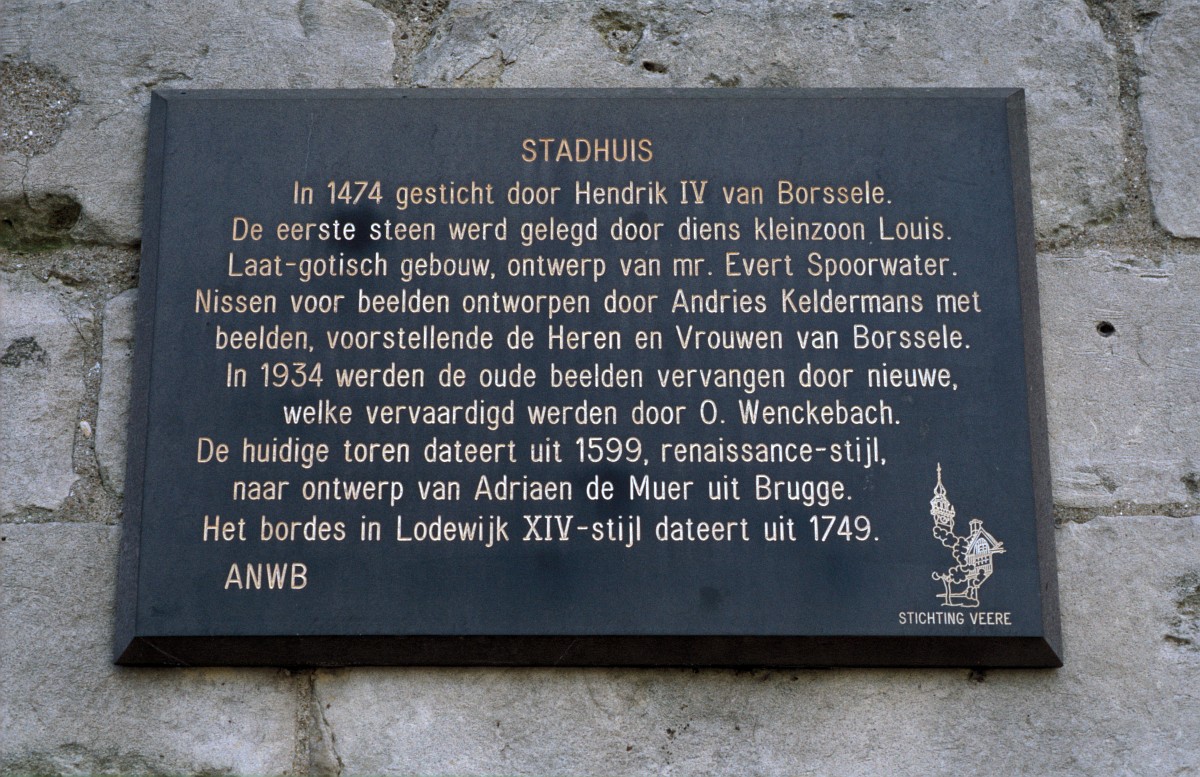 STADHUIS
In 1474 gesticht door Hendrik IV van Borssele.
De eerste steen werd gelegd door diens kleinzoon Louis.
Laat-gotisch gebouw, ontwerp van mr. Evert Spoorwater.
Nissen voor beelden ontworpen door Andries Keldermans met
beelden, voorstellende de Heren en Vrouwen van Borssele.
In 1934 werden de oude beelden vervangen door nieuwe,
welke vervaardigd werden door O. Wenckebach.
De huidige toren dateert uit 1599, renaissance-stijl,
naar ontwerp van Adriaen de Muer uit Brugge.
Het bordes in Lodewijk XIV-stijl dateert uit 1749.
ANWB
STICHTING VEERE